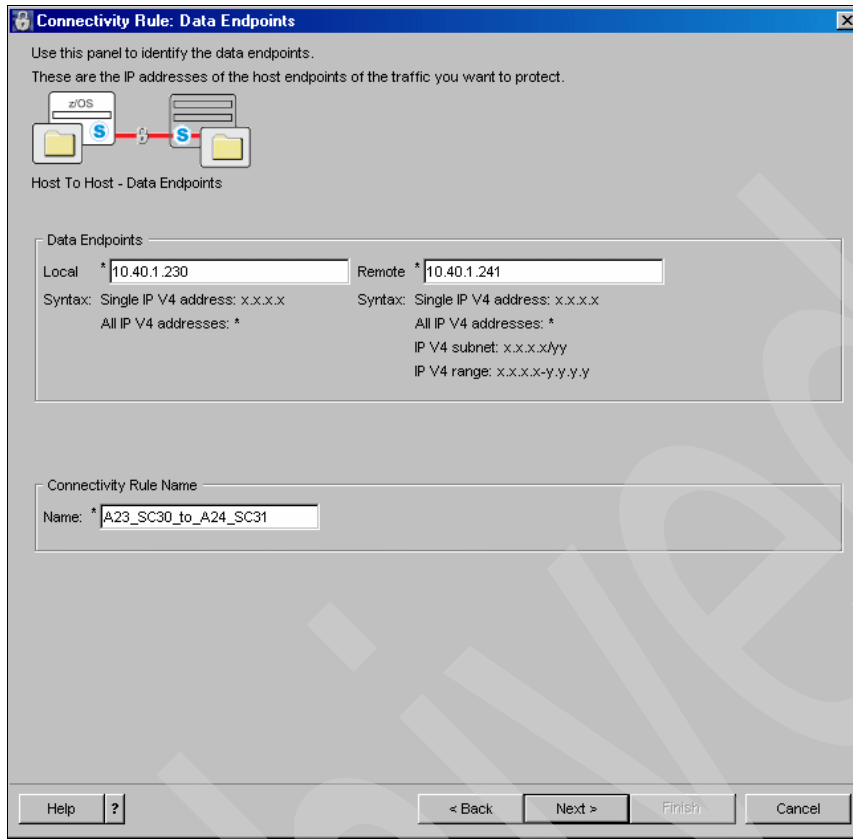 Connectivity Rule: Data Endpoints
Use this panel to identify the data endpoints.
These are the IP addresses of the host endpoints of the traffic you want to protect.
z/OS
S S
Host To Host - Data Endpoints
Data Endpoints
Local * 10.40.1.230 Remote * 10.40.1.241
Syntax: Single IP V4 address: x.x.x.x Syntax: Single IP V4 address: x.x.x.x
All IP V4 addresses: * All IP V4 addresses: *
IP V4 subnet: x.x.x.x/yy
IP V4 range: x.x.x.x-y.y.y.y
Connectivity Rule Name
Name: * A23_SC30_to_A24_SC31
Help ? < Back Next > Finish Cancel